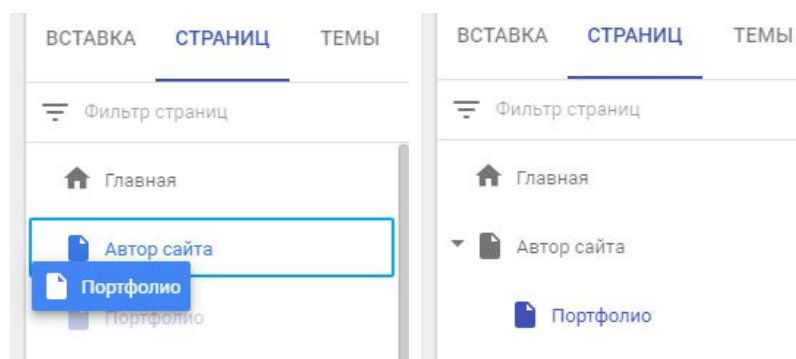 ВСТАВКА СТРАНИЦ ТЕМЫ
Фильтр страниц
Главная
Автор сайта
Портфолио
Портфолио
ВСТАВКА СТРАНИЦ ТЕМЫ
Фильтр страниц
Главная
Автор сайта
Портфолио